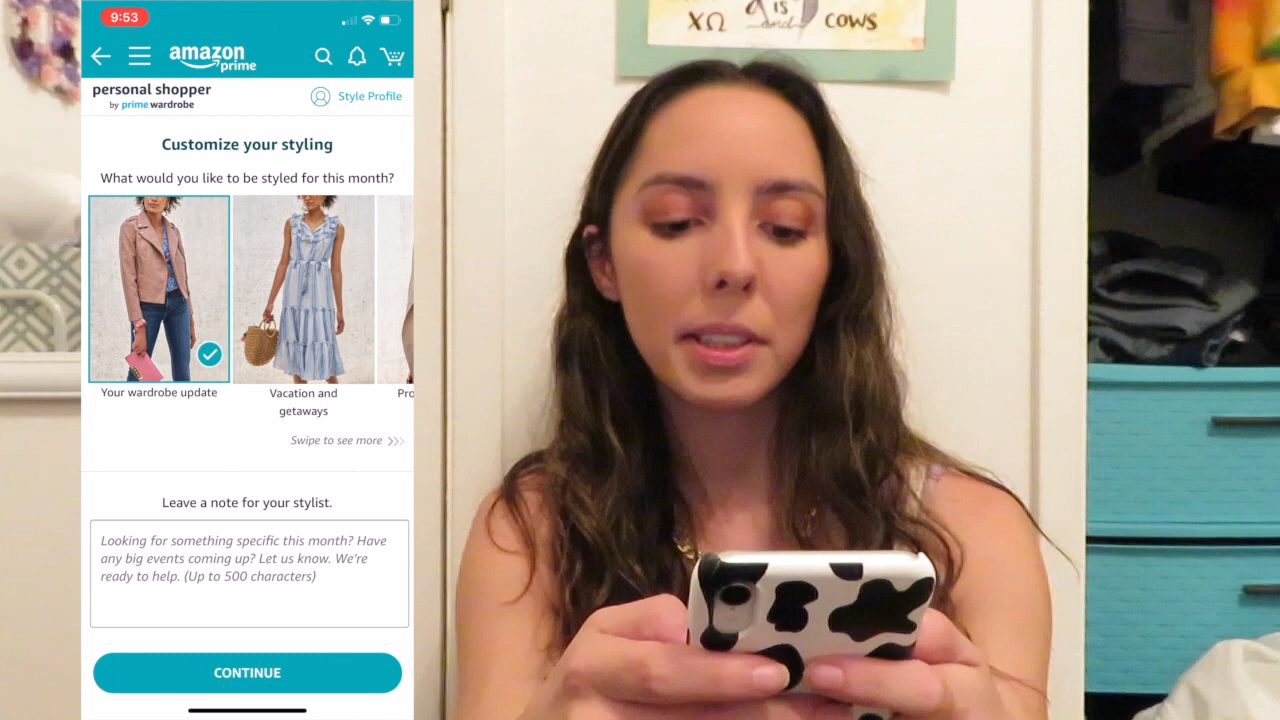 9:53
amazon
prime
personal shopper
by prime wardrobe
Style Profile
Customize your styling
What would you like to be styled for this month?
Your wardrobe update
Vacation and
getaways
Pro
Swipe to see more
Leave a note for your stylist.
Looking for something specific this month? Have
any big events coming up? Let us know. We're
ready to help. (Up to 500 characters)
CONTINUE
is
ΧΩ and COWS